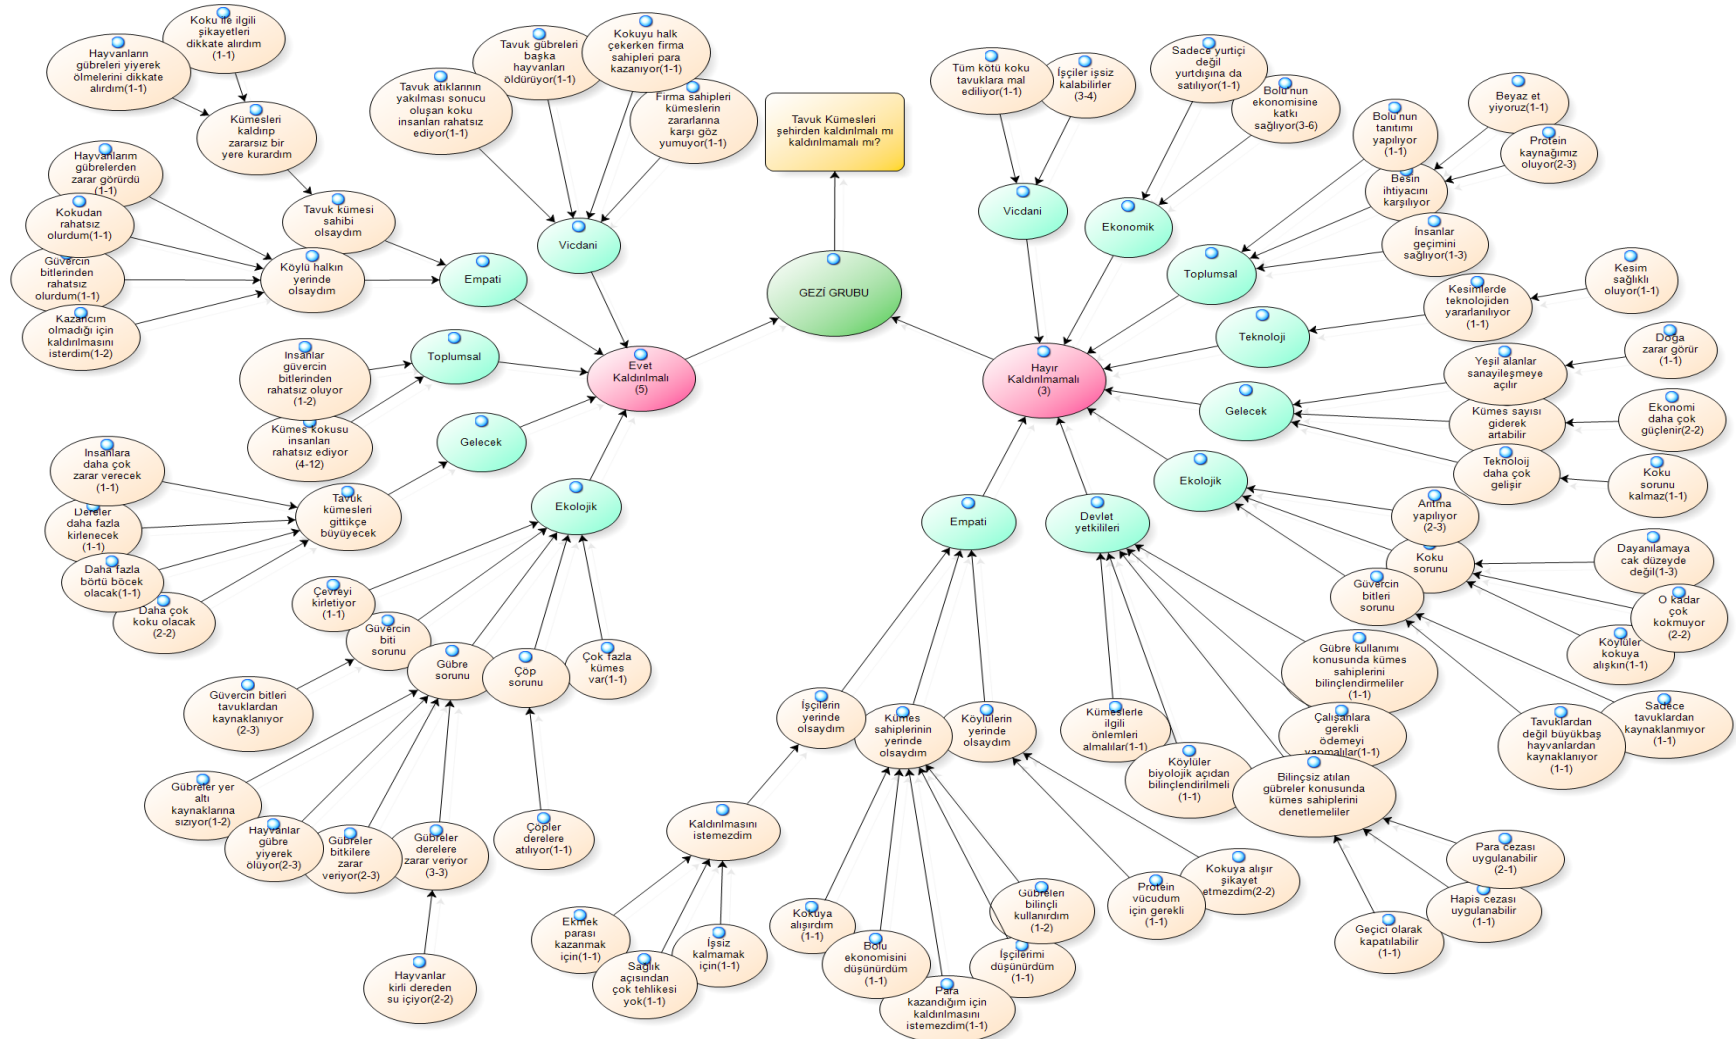 Koku ile ilgili
şikayetleri
dikkate alırdım
(1-1)
Hayvanların
gübreleri yiyerek
ölmelerini dikkate
alırdım(1-1)
Kümesleri
kaldırıp
zararsız bir
yere kurardım
Tavuk kümesi
sahibi
olsaydım
Hayvanlarım
gübrelerden
zarar görürdü
(1-1)
Kokudan
rahatsız
olurdum(1-1)
Güvercin
bitlerinden
rahatsız
olurdum(1-1)
Kazancım
olmadığı için
kaldırılmasını
isterdim(1-2)
Köylü halkın
yerinde
olsaydım
Empati
Tavuk atıklarının
yakılması sonucu
oluşan koku
insanları rahatsız
ediyor(1-1)
Tavuk gübreleri
başka
hayvanları
öldürüyor(1-1)
Kokuyu halk
çekerken firma
sahipleri para
kazanıyor(1-1)
Firma sahipleri
kümeslerin
zararlarına
karşı göz
yumuyor(1-1)
Vicdani
Tavuk Kümesleri
şehirden kaldırılmalı mı
kaldırılmamalı mı?
GEZİ GRUBU
Evet
Kaldırılmalı
(5)
Toplumsal
İnsanlar
güvercin
bitlerinden
rahatsız oluyor
(1-2)
Kümes kokusu
insanları
rahatsız ediyor
(4-12)
Gelecek
Tavuk
kümesleri
gittikçe
büyüyecek
İnsanlara
daha çok
zarar verecek
(1-1)
Dereler
daha fazla
kirlenecek
(1-1)
Daha fazla
börtü böcek
olacak(1-1)
Daha çok
koku olacak
(2-2)
Ekolojik
Çevreyi
kirletiyor
(1-1)
Güvercin
biti
sorunu
Gübre
sorunu
Çöp
sorunu
Çok fazla
kümes
var(1-1)
Güvercin bitleri
tavuklardan
kaynaklanıyor
(2-3)
Gübreler yer
altı
kaynaklarına
sızıyor(1-2)
Hayvanlar
gübre
yiyerek
ölüyor(2-3)
Gübreler
bitkilere
zarar
veriyor(2-3)
Gübreler
derelere
zarar veriyor
(3-3)
Çöpler
derelere
atılıyor(1-1)
Hayvanlar
kirli dereden
su içiyor(2-2)
Tüm kötü koku
tavuklara mal
ediliyor(1-1)
İşçiler işsiz
kalabilirler
(3-4)
Vicdani
Sadece yurtiçi
değil
yurtdışına da
satılıyor(1-1)
Bolu'nun
ekonomisine
katkı
sağlıyor(3-6)
Ekonomik
Bolu'nun
tanıtımı
yapılıyor
(1-1)
Beyaz et
yiyoruz(1-1)
Protein
kaynağımız
oluyor(2-3)
Besin
ihtiyacını
karşılıyor
İnsanlar
geçimini
sağlıyor(1-3)
Toplumsal
Kesim
sağlıklı
oluyor(1-1)
Kesimlerde
teknolojiden
yararlanılıyor
(1-1)
Teknoloji
Hayır
Kaldırılmamalı
(3)
Gelecek
Doğa
zarar görür
(1-1)
Yeşil alanlar
sanayileşmeye
açılır
Kümes sayısı
giderek
artabilir
Ekonomi
daha çok
güçlenir(2-2)
Teknoloij
daha çok
gelişir
Koku
sorunu
kalmaz(1-1)
Ekolojik
Arıtma
yapılıyor
(2-3)
Koku
sorunu
Güvercin
bitleri
sorunu
Dayanılamaya
cak düzeyde
değil(1-3)
O kadar
çok
kokmuyor
(2-2)
Köylüler
kokuya
alışkın(1-1)
Sadece
tavuklardan
kaynaklanmıyor
(1-1)
Tavuklardan
değil büyükbaş
hayvanlardan
kaynaklanıyor
(1-1)
Devlet
yetkilileri
Gübre kullanımı
konusunda kümes
sahiplerini
bilinçlendirmeliler
(1-1)
Çalışanlara
gerekli
ödemeyi
yapmalılar(1-1)
Kümeslerle
ilgili
önlemleri
almalılar(1-1)
Köylüler
biyolojik açıdan
bilinçlendirilmeli
(1-1)
Bilinçsiz atılan
gübreler konusunda
kümes sahiplerini
denetlemeliler
Para cezası
uygulanabilir
(2-1)
Hapis cezası
uygulanabilir
(1-1)
Geçici olarak
kapatılabilir
(1-1)
Empati
İşçilerin
yerinde
olsaydım
Kümes
sahiplerinin
yerinde
olsaydım
Köylülerin
yerinde
olsaydım
Kaldırılmasını
istemezdim
Ekmek
parası
kazanmak
için(1-1)
Sağlık
açısından
çok tehlikesi
yok(1-1)
İşsiz
kalmamak
için(1-1)
Kokuya
alışırdım
(1-1)
Bolu
ekonomisini
düşünürdüm
(1-1)
Para
kazandığım için
kaldırılmasını
istemezdim(1-1)
İşçilerimi
düşünürdüm
(1-1)
Gübreleri
bilinçli
kullanırdım
(1-2)
Protein
vücudum
için gerekli
(1-1)
Kokuya alışır
şikayet
etmezdim(2-2)